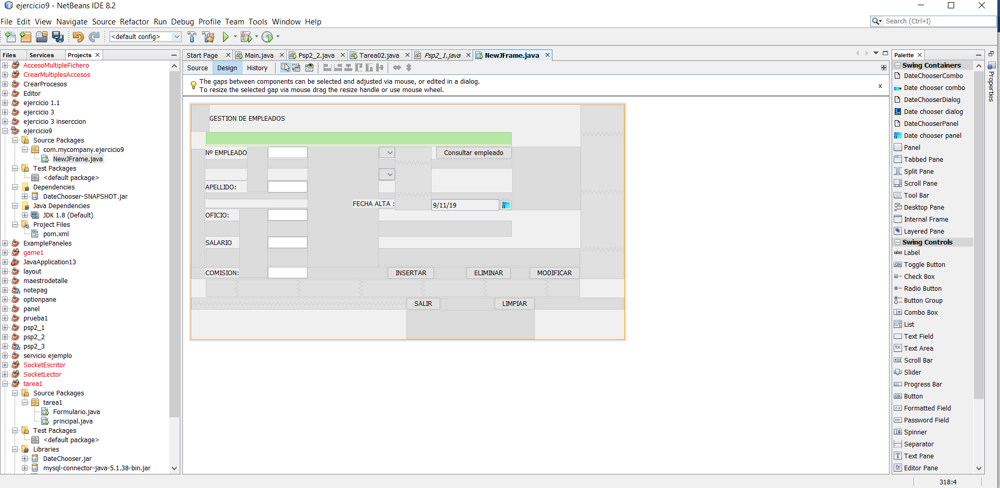 ejercicio9 - NetBeans IDE 8.2
File Edit View Navigate Source Refactor Run Debug Profile Team Tools Window Help
Search (Ctrl+I)
<default config>
Files Services Projects
AccesoMultipleFichero
CrearMultiplesAccesos
CrearProcesos
Editor
ejercicio 1.1
ejercicio 3
ejercicio 3 inserccion
ejercicio9
Source Packages
com.mycompany.ejercicio9
NewJFrame.java
Test Packages
<default package>
Dependencies
DateChooser-SNAPSHOT.jar
Java Dependencies
JDK 1.8 (Default)
Project Files
pom.xml
ExamplePaneles
game1
JavaApplication13
layout
maestrodetalle
notepag
optionpane
panel
prueba1
psp2_1
psp2_2
psp2_3
servicio ejemplo
SocketEscritor
SocketLector
tarea1
Source Packages
tarea1
Formulario.java
principal.java
Test Packages
<default package>
Libraries
DateChooser.jar
mysql-connector-java-5.1.38-bin.jar
Start Page Main.java Psp2_2.java Tarea02.java Psp2_1.java NewJFrame.java
Source Design History
The gaps between components can be selected and adjusted via mouse, or edited in a dialog.
To resize the selected gap via mouse drag the resize handle or use mouse wheel.
x
GESTION DE EMPLEADOS
Nº EMPLEADO Consultar empleado
APELLIDO:
FECHA ALTA : 9/11/19
OFICIO:
SALARIO
COMISION: INSERTAR ELIMINAR MODIFICAR
SALIR LIMPIAR
Palette
Swing Containers
DateChooserCombo
Date chooser combo
DateChooserDialog
Date chooser dialog
DateChooserPanel
Date chooser panel
Panel
Tabbed Pane
Split Pane
Scroll Pane
Tool Bar
Desktop Pane
Internal Frame
Layered Pane
Swing Controls
Label
Toggle Button
Check Box
Radio Button
Button Group
Combo Box
List
Text Field
Text Area
Scroll Bar
Slider
Progress Bar
Button
Formatted Field
Password Field
Spinner
Separator
Text Pane
Editor Pane
Properties
318:4